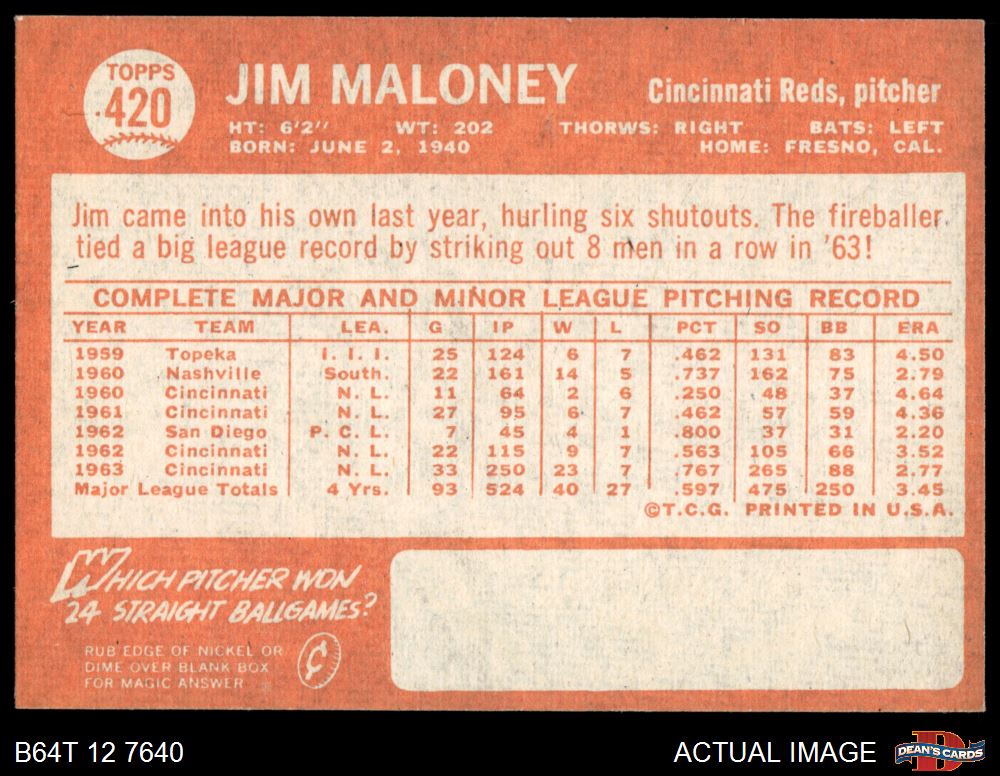 TOPPS
420
JIM MALONEY
Cincinnati Reds, pitcher
HT: 6'2" WT: 202 THORWS: RIGHT BATS: LEFT
BORN: JUNE 2, 1940 HOME: FRESNO, CAL.
Jim came into his own last year, hurling six shutouts. The fireballer
tied a big league record by striking out 8 men in a row in '63!
COMPLETE MAJOR AND MINOR LEAGUE PITCHING RECORD
YEAR TEAM LEA. G IP W L PCT SO BB ERA
1959 Topeka I. I. I. 25 124 6 7 .462 131 83 4.50
1960 Nashville South. 22 161 14 5 .737 162 75 2.79
1960 Cincinnati N. L. 11 64 2 6 .250 48 37 4.64
1961 Cincinnati N. L. 27 95 6 7 .462 57 59 4.36
1962 San Diego P. C. L. 7 45 4 1 .800 37 31 2.20
1962 Cincinnati N. L. 22 115 9 7 .563 105 66 3.52
1963 Cincinnati N. L. 33 250 23 7 .767 265 88 2.77
Major League Totals 4 Yrs. 93 524 40 27 .597 475 250 3.45
©T.C.G. PRINTED IN U.S.A.
WHICH PITCHER WON
24 STRAIGHT BALLGAMES?
RUB EDGE OF NICKEL OR
DIME OVER BLANK BOX
FOR MAGIC ANSWER
¢
B64T 12 7640 ACTUAL IMAGE D DEAN'S CARDS